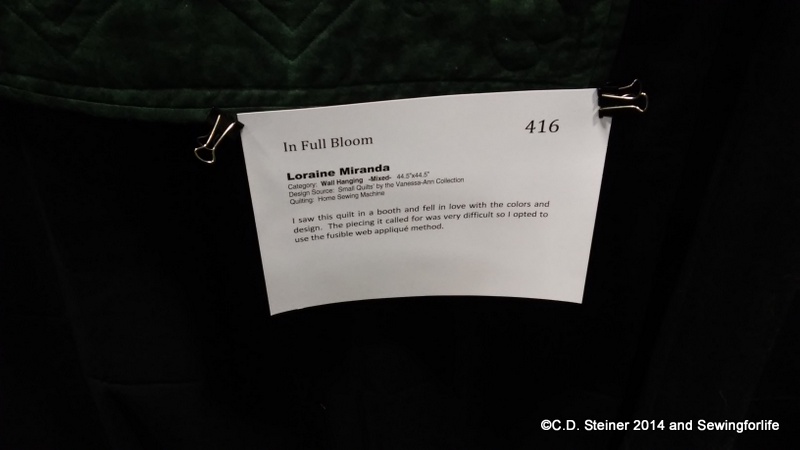 In Full Bloom
416
Loraine Miranda
Category: Wall Hanging -Mixed- 44.5"x44.5"
Design Source: Small Quilts' by the Vanessa-Ann Collection
Quilting: Home Sewing Machine
I saw this quilt in a booth and fell in love with the colors and
design. The piecing it called for was very difficult so I opted to
use the fusible web appliqué method.
©C.D. Steiner 2014 and Sewingforlife